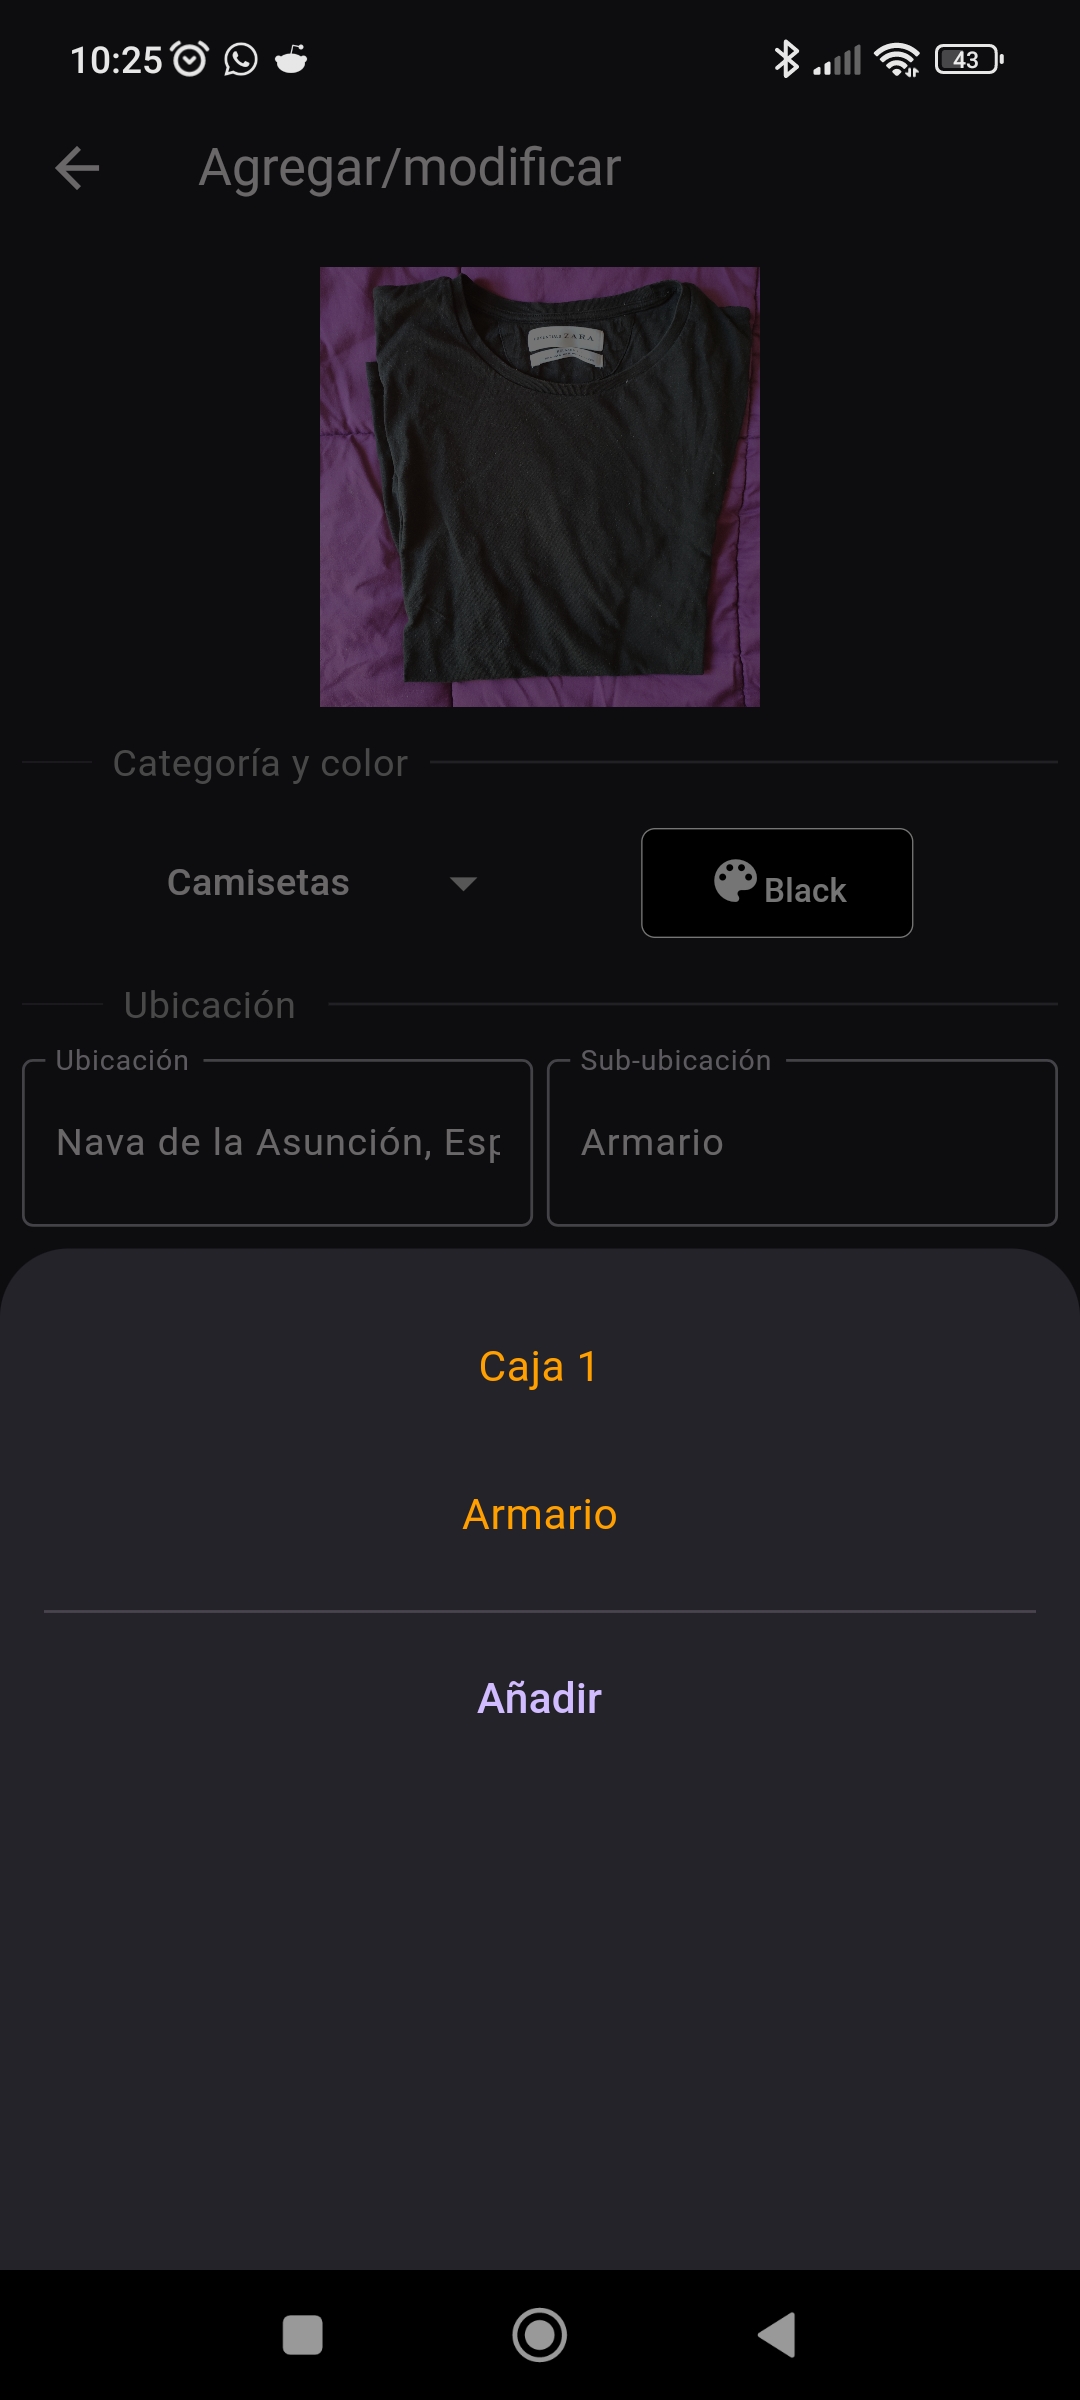 10:25
43
Agregar/modificar
ZARA
Categoría y color
Camisetas
Black
Ubicación
Ubicación
Sub-ubicación
Nava de la Asunción, Esp
Armario
Caja 1
Armario
Añadir